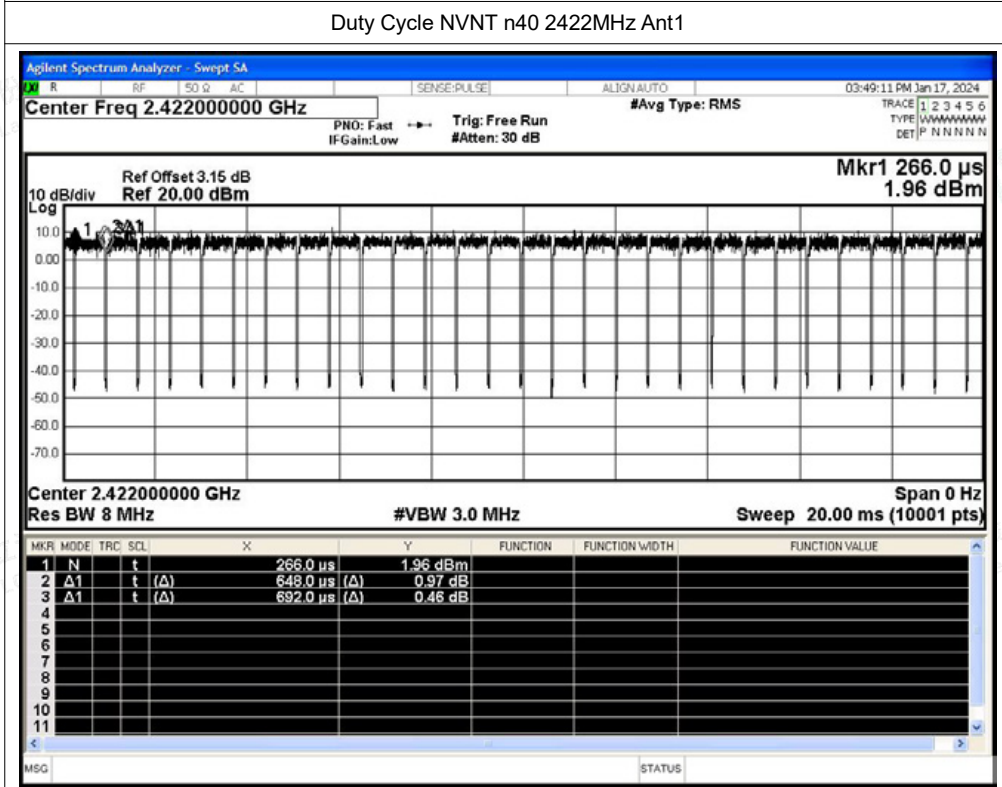 Duty Cycle NVNT n40 2422MHz Ant1
Agilent Spectrum Analyzer - Swept SA
R RF 50 Ω AC SENSE:PULSE ALIGN AUTO 03:49:11 PM Jan 17, 2024
Center Freq 2.422000000 GHz #Avg Type: RMS TRACE 1 2 3 4 5 6
PNO: Fast Trig: Free Run TYPE WWWWWW
IFGain:Low #Atten: 30 dB DET P N N N N N
Mkr1 266.0 µs
Ref Offset 3.15 dB
10 dB/div Ref 20.00 dBm 1.96 dBm
Log
10.0
1 2Δ1
0.00
-10.0
-20.0
-30.0
-40.0
-50.0
-60.0
-70.0
Center 2.422000000 GHz Span 0 Hz
Res BW 8 MHz #VBW 3.0 MHz Sweep 20.00 ms (10001 pts)
MKR MODE TRC SCL X Y FUNCTION FUNCTION WIDTH FUNCTION VALUE
1 N t 266.0 µs 1.96 dBm
2 Δ1 t (Δ) 648.0 µs (Δ) 0.97 dB
3 Δ1 t (Δ) 692.0 µs (Δ) 0.46 dB
4
5
6
7
8
9
10
11
MSG STATUS